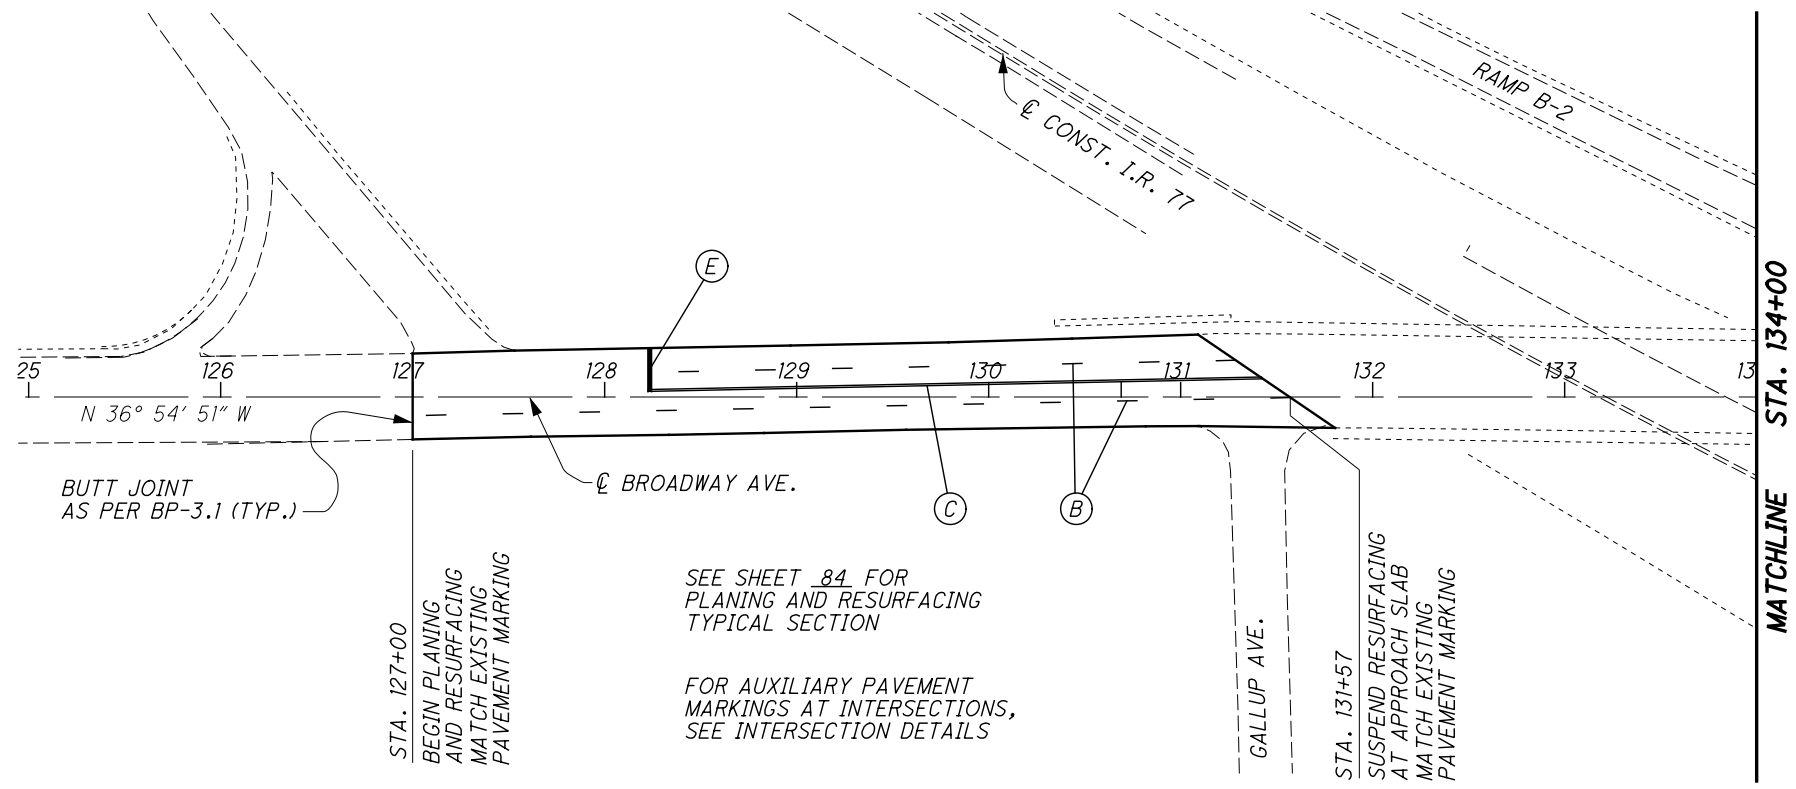 RAMP B-2
℄ CONST. I.R. 77
E
25 126 127 128 129 130 131 132 133 13
N 36° 54' 51" W
STA. 134+00
MATCHLINE
℄ BROADWAY AVE.
C
B
BUTT JOINT
AS PER BP-3.1 (TYP.)
STA. 127+00
BEGIN PLANING
AND RESURFACING
MATCH EXISTING
PAVEMENT MARKING
SEE SHEET 84 FOR
PLANING AND RESURFACING
TYPICAL SECTION
FOR AUXILIARY PAVEMENT
MARKINGS AT INTERSECTIONS,
SEE INTERSECTION DETAILS
GALLUP AVE.
STA. 131+57
SUSPEND RESURFACING
AT APPROACH SLAB
MATCH EXISTING
PAVEMENT MARKING